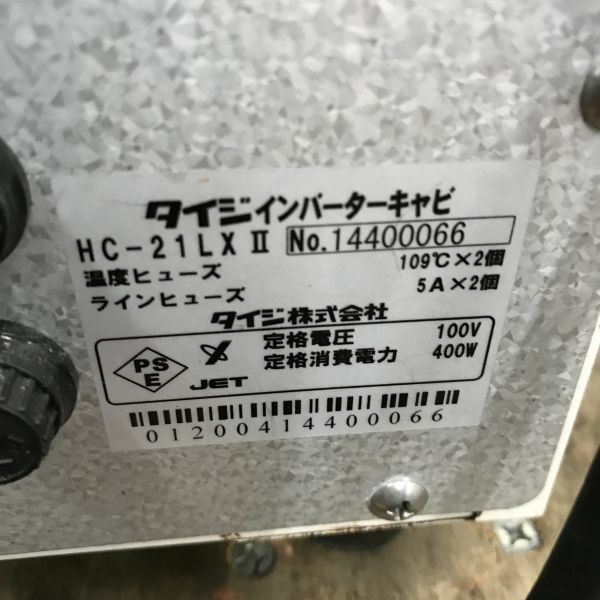 タイジインバーターキャビ
HC-21LXⅡ No.14400066
温度ヒューズ 109℃×2個
ラインヒューズ 5A×2個
タイジ株式会社
定格電圧 100V
定格消費電力 400W
PS
E
JET
01200414400066